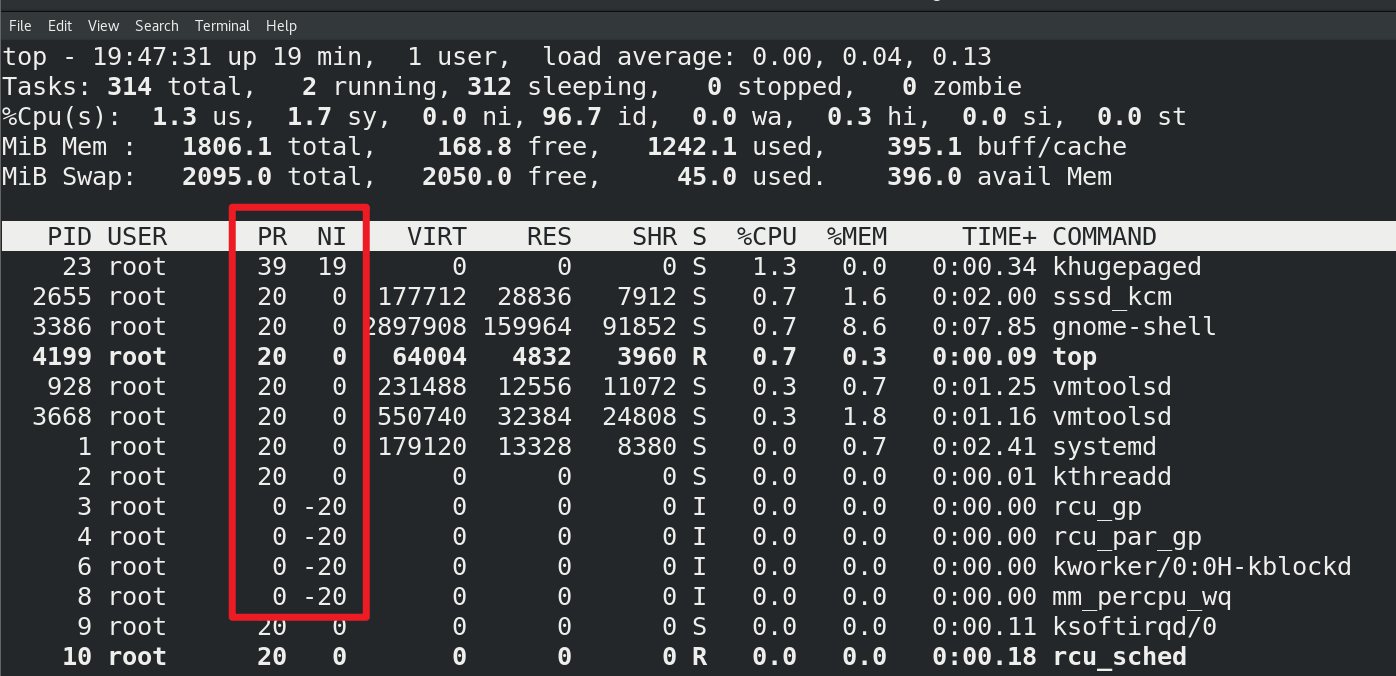 File Edit View Search Terminal Help
top - 19:47:31 up 19 min,  1 user,  load average: 0.00, 0.04, 0.13
Tasks: 314 total,   2 running, 312 sleeping,   0 stopped,   0 zombie
%Cpu(s):  1.3 us,  1.7 sy,  0.0 ni, 96.7 id,  0.0 wa,  0.3 hi,  0.0 si,  0.0 st
MiB Mem :   1806.1 total,    168.8 free,   1242.1 used,    395.1 buff/cache
MiB Swap:   2095.0 total,   2050.0 free,     45.0 used.    396.0 avail Mem
PID USER      PR  NI    VIRT    RES    SHR S  %CPU  %MEM     TIME+ COMMAND
23 root      39  19       0      0      0 S   1.3   0.0   0:00.34 khugepaged
2655 root      20   0  177712  28836   7912 S   0.7   1.6   0:02.00 sssd_kcm
3386 root      20   0 2897908 159964  91852 S   0.7   8.6   0:07.85 gnome-shell
4199 root      20   0   64004   4832   3960 R   0.7   0.3   0:00.09 top
928 root      20   0  231488  12556  11072 S   0.3   0.7   0:01.25 vmtoolsd
3668 root      20   0  550740  32384  24808 S   0.3   1.8   0:01.16 vmtoolsd
1 root      20   0  179120  13328   8380 S   0.0   0.7   0:02.41 systemd
2 root      20   0       0      0      0 S   0.0   0.0   0:00.01 kthreadd
3 root       0 -20       0      0      0 I   0.0   0.0   0:00.00 rcu_gp
4 root       0 -20       0      0      0 I   0.0   0.0   0:00.00 rcu_par_gp
6 root       0 -20       0      0      0 I   0.0   0.0   0:00.00 kworker/0:0H-kblockd
8 root       0 -20       0      0      0 I   0.0   0.0   0:00.00 mm_percpu_wq
9 root      20   0       0      0      0 S   0.0   0.0   0:00.11 ksoftirqd/0
10 root      20   0       0      0      0 R   0.0   0.0   0:00.18 rcu_sched